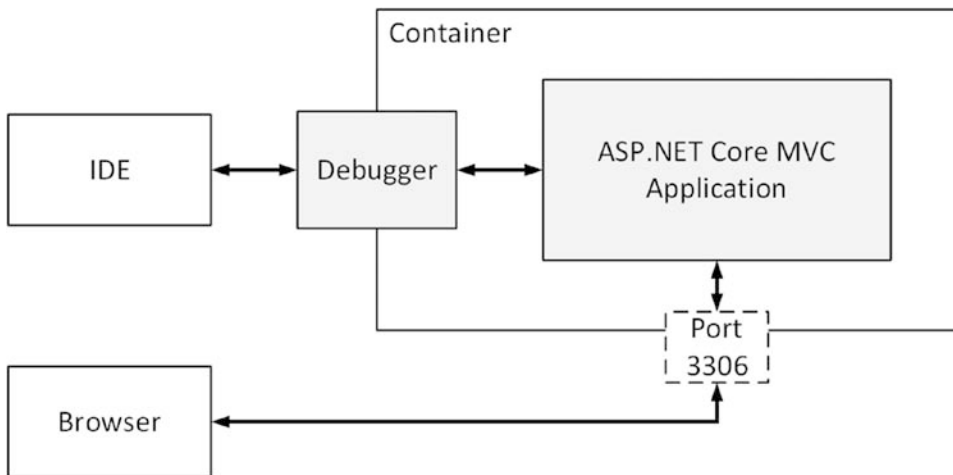 Container
IDE
Debugger
ASP.NET Core MVC
Application
Port
3306
Browser